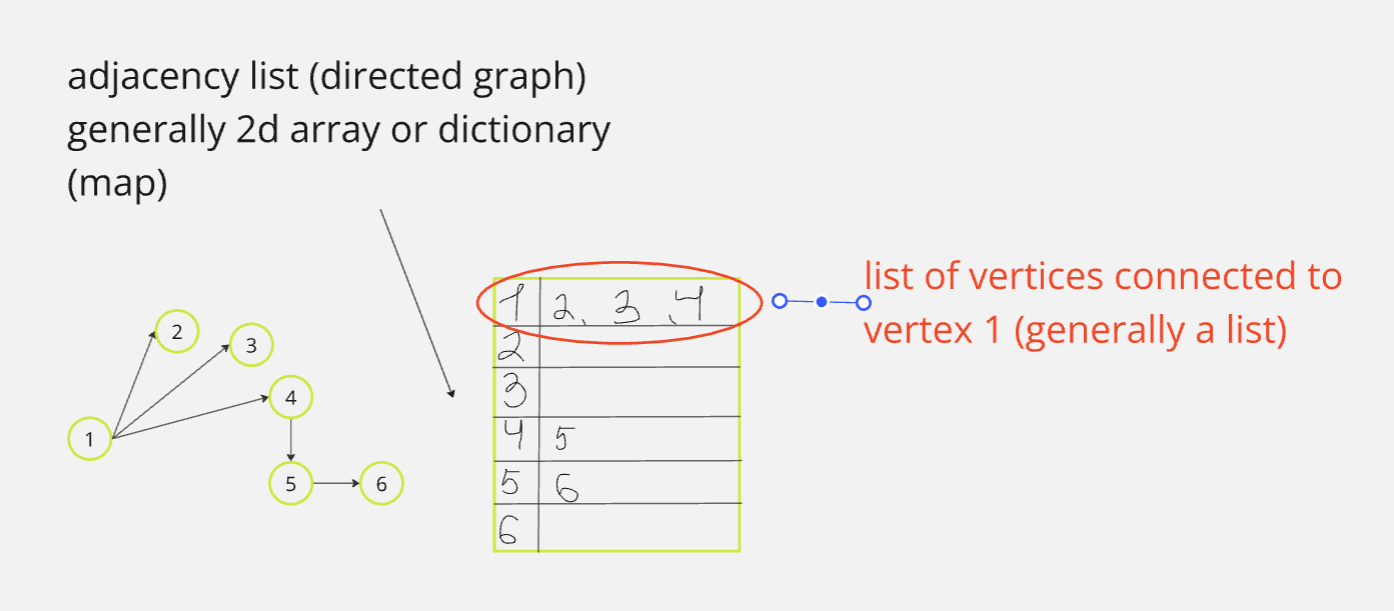 adjacency list (directed graph)
generally 2d array or dictionary
(map)
list of vertices connected to
vertex 1 (generally a list)
1 2, 3, 4
2
3
4 5
5 6
6
2
3
4
1
5
6